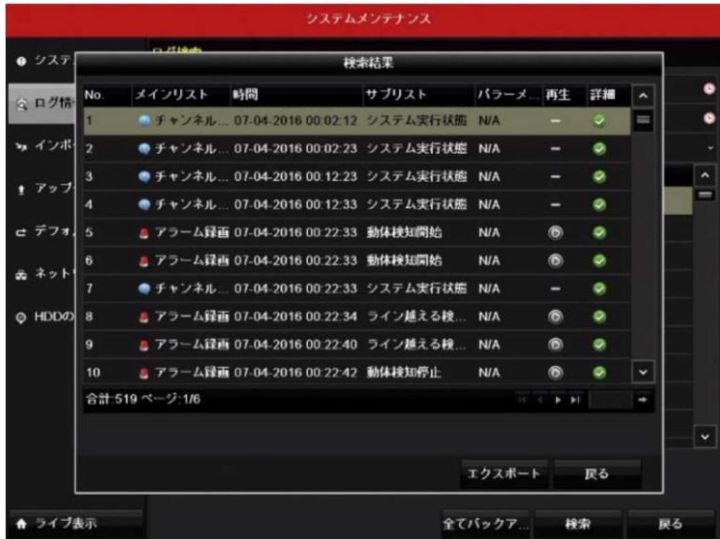 システムメンテナンス
システ
検索結果
No. メインリスト 時間 サブリスト パラーメ... 再生 詳細
ログ情
1 チャンネル... 07-04-2016 00:02:12 システム実行状態 N/A
インポ
2 チャンネル... 07-04-2016 00:02:23 システム実行状態 N/A
3 チャンネル... 07-04-2016 00:12:23 システム実行状態 N/A
アップ
4 チャンネル... 07-04-2016 00:12:33 システム実行状態 N/A
デフォ
5 アラーム録画 07-04-2016 00:22:33 動体検知開始 N/A
6 アラーム録画 07-04-2016 00:22:33 動体検知開始 N/A
ネット
7 チャンネル... 07-04-2016 00:22:33 システム実行状態 N/A
HDDの
8 アラーム録画 07-04-2016 00:22:34 ライン越える検... N/A
9 アラーム録画 07-04-2016 00:22:40 ライン越える検... N/A
10 アラーム録画 07-04-2016 00:22:42 動体検知停止 N/A
合計:519 ページ:1/6
エクスポート 戻る
ライブ表示 全てバックア... 検索 戻る